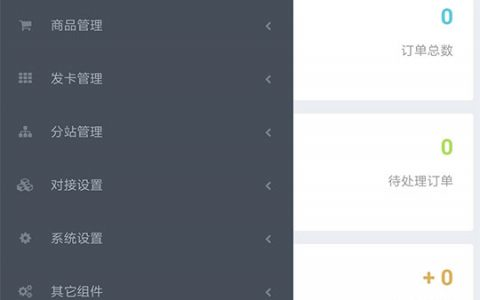 商品管理
发卡管理
分站管理
对接设置
系统设置
其它组件
0
订单总数
0
待处理订单
+ 0